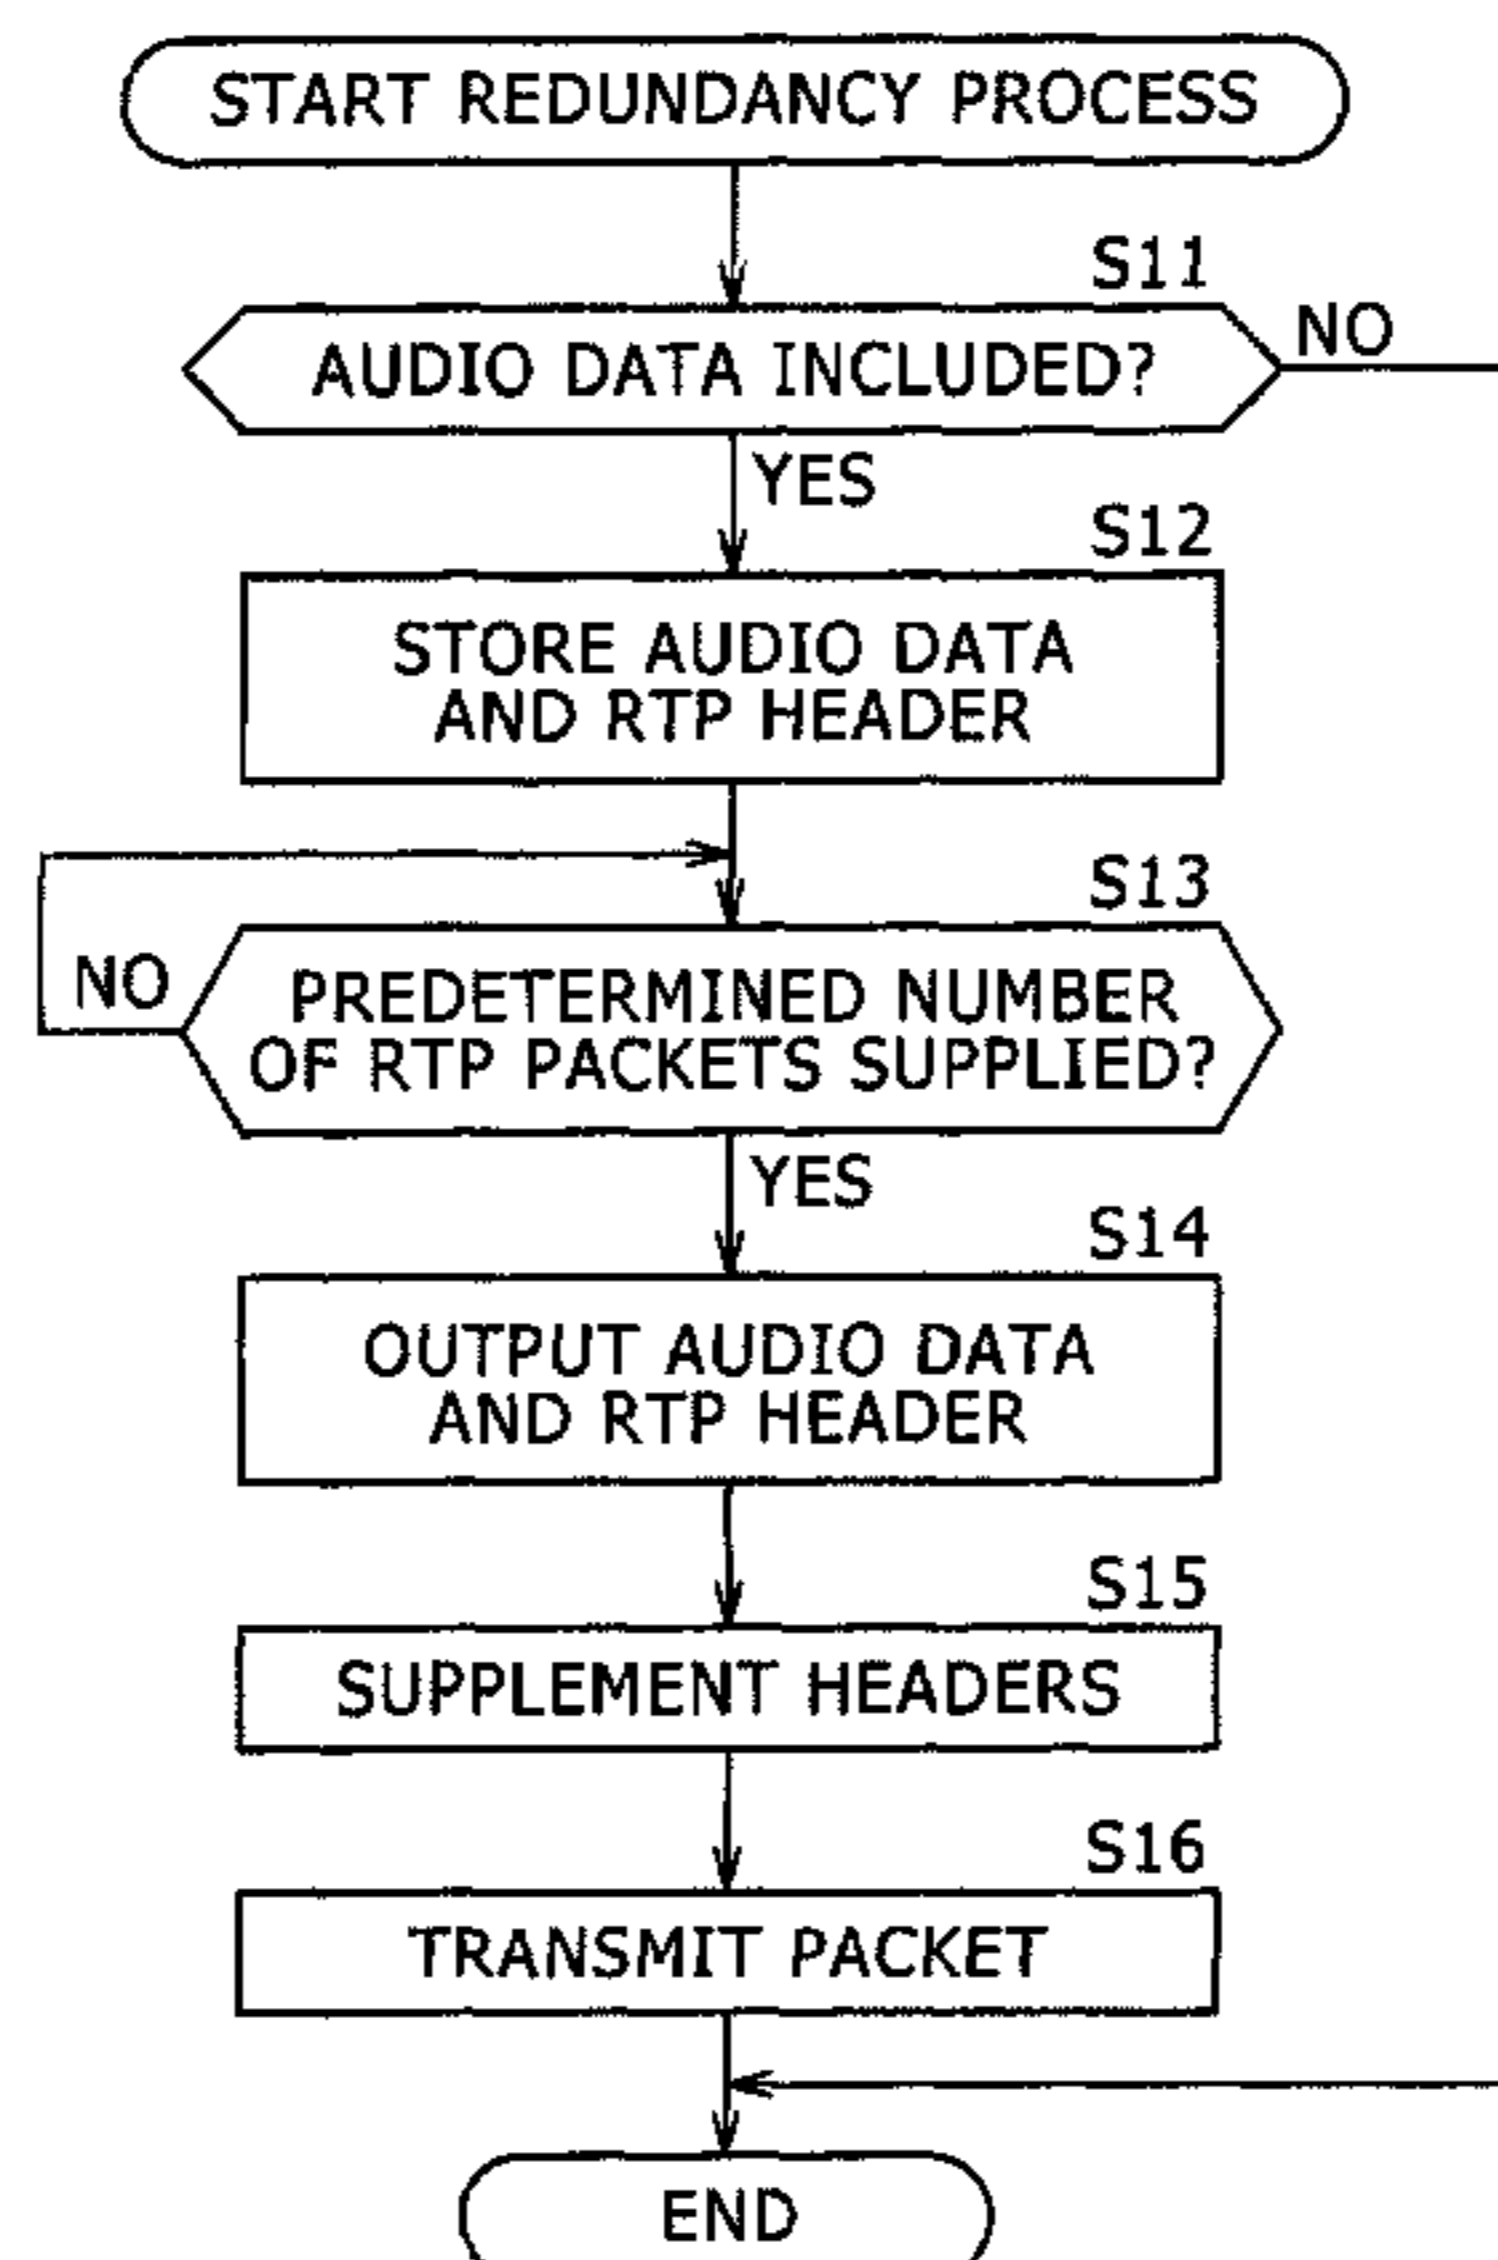 START REDUNDANCY PROCESS
S11
AUDIO DATA INCLUDED?
NO
YES
S12
STORE AUDIO DATA
AND RTP HEADER
S13
NO
PREDETERMINED NUMBER
OF RTP PACKETS SUPPLIED?
YES
S14
OUTPUT AUDIO DATA
AND RTP HEADER
S15
SUPPLEMENT HEADERS
S16
TRANSMIT PACKET
END